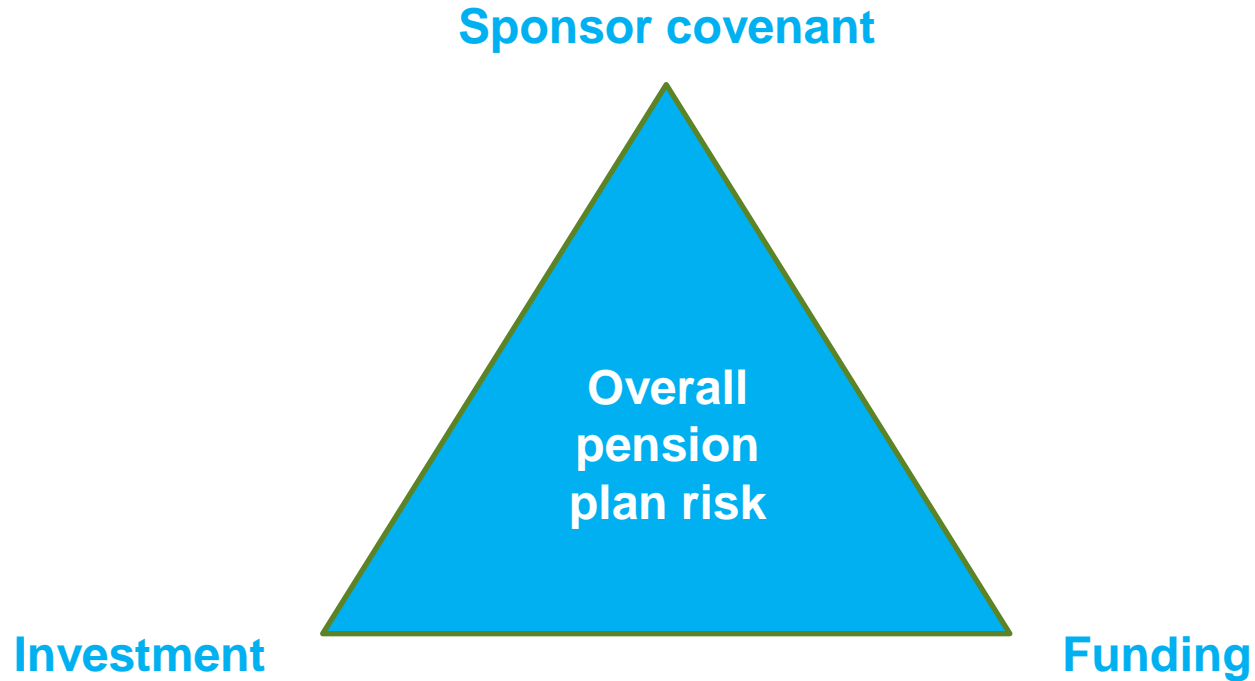 Sponsor covenant
Overall
pension
plan risk
Investment
Funding